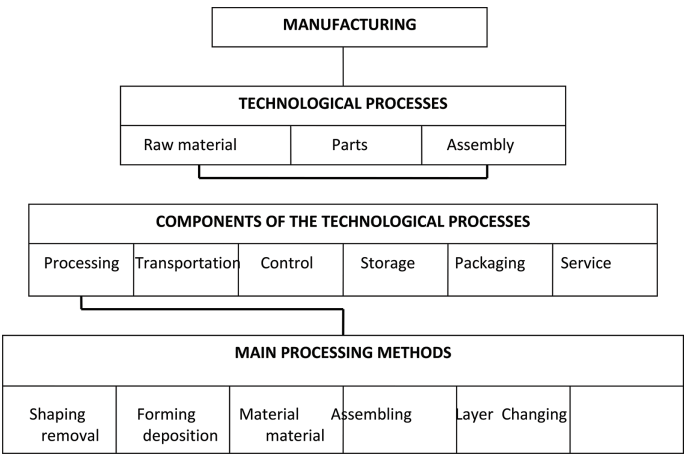 MANUFACTURING
TECHNOLOGICAL PROCESSES
Raw material Parts Assembly
COMPONENTS OF THE TECHNOLOGICAL PROCESSES
Processing Transportation Control Storage Packaging Service
MAIN PROCESSING METHODS
Shaping Forming Material Assembling Layer Changing
removal deposition material